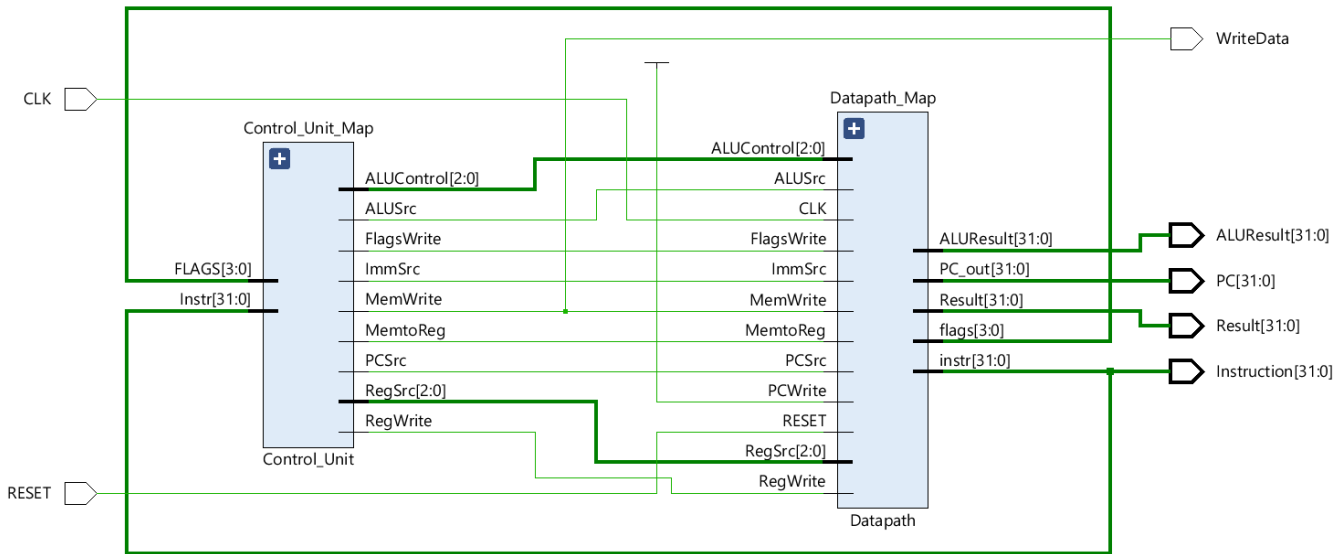 WriteData
CLK
Datapath_Map
Control_Unit_Map
ALUControl[2:0]
ALUControl[2:0]
ALUSrc
ALUSrc
CLK
FlagsWrite
FlagsWrite
ALUResult[31:0]
ALUResult[31:0]
FLAGS[3:0]
ImmSrc
ImmSrc
PC_out[31:0]
PC[31:0]
Instr[31:0]
MemWrite
MemWrite
Result[31:0]
Result[31:0]
MemtoReg
MemtoReg
flags[3:0]
PCSrc
PCSrc
instr[31:0]
Instruction[31:0]
RegSrc[2:0]
PCWrite
RegWrite
RESET
RegSrc[2:0]
Control_Unit
RegWrite
RESET
Datapath